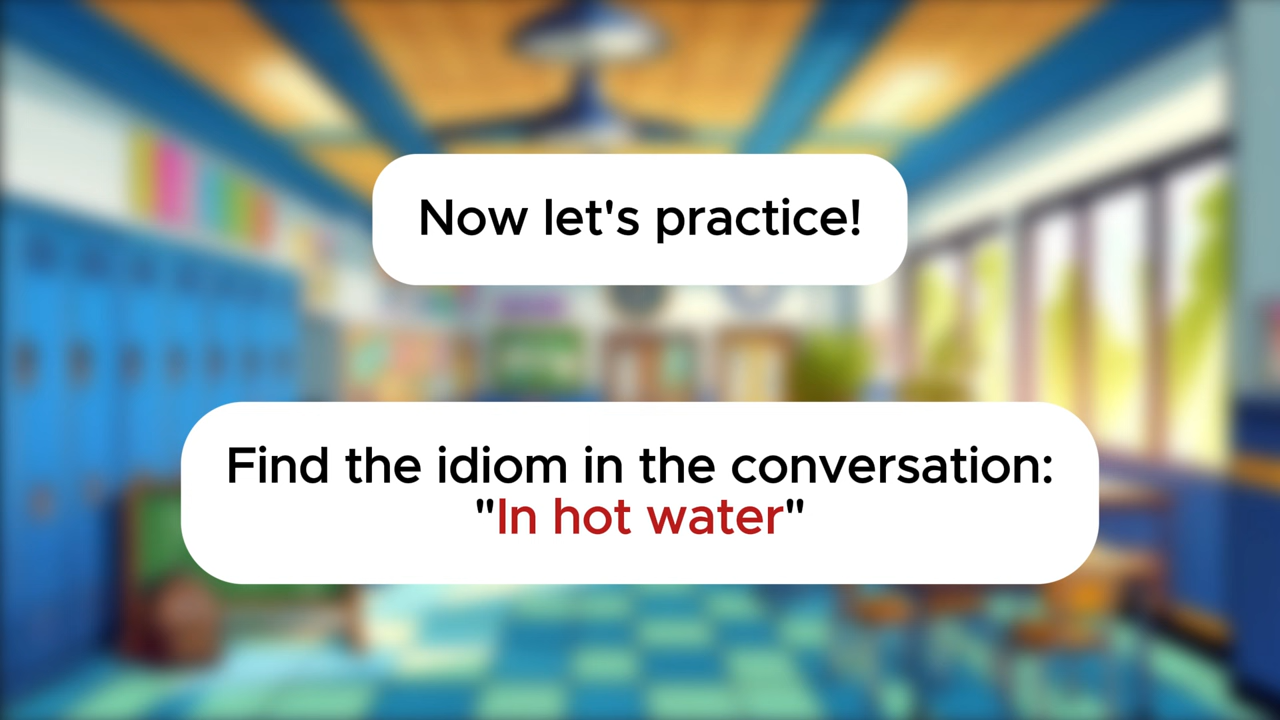 Now let's practice!
Find the idiom in the conversation:
"In hot water"